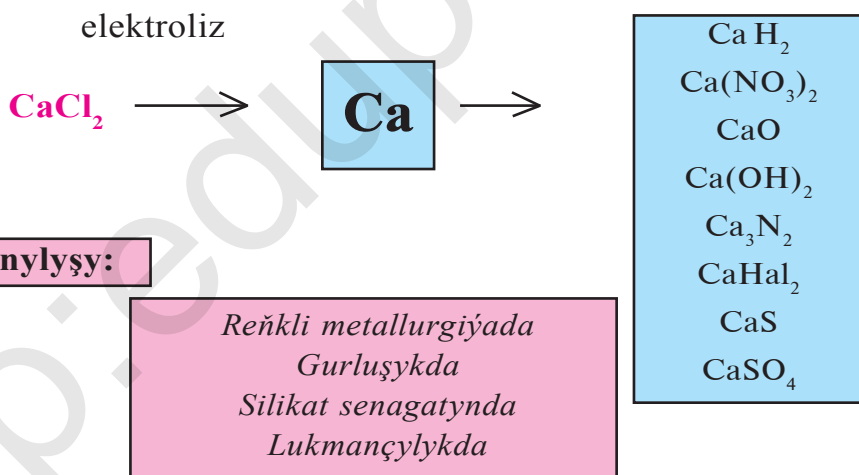 elektroliz
CaCl₂
Ca
Ca H₂
Ca(NO₃)₂
CaO
Ca(OH)₂
Ca₃N₂
CaHal₂
CaS
CaSO₄
nylyşy:
Reňkli metallurgiýada
Gurluşykda
Silikat senagatynda
Lukmançylykda